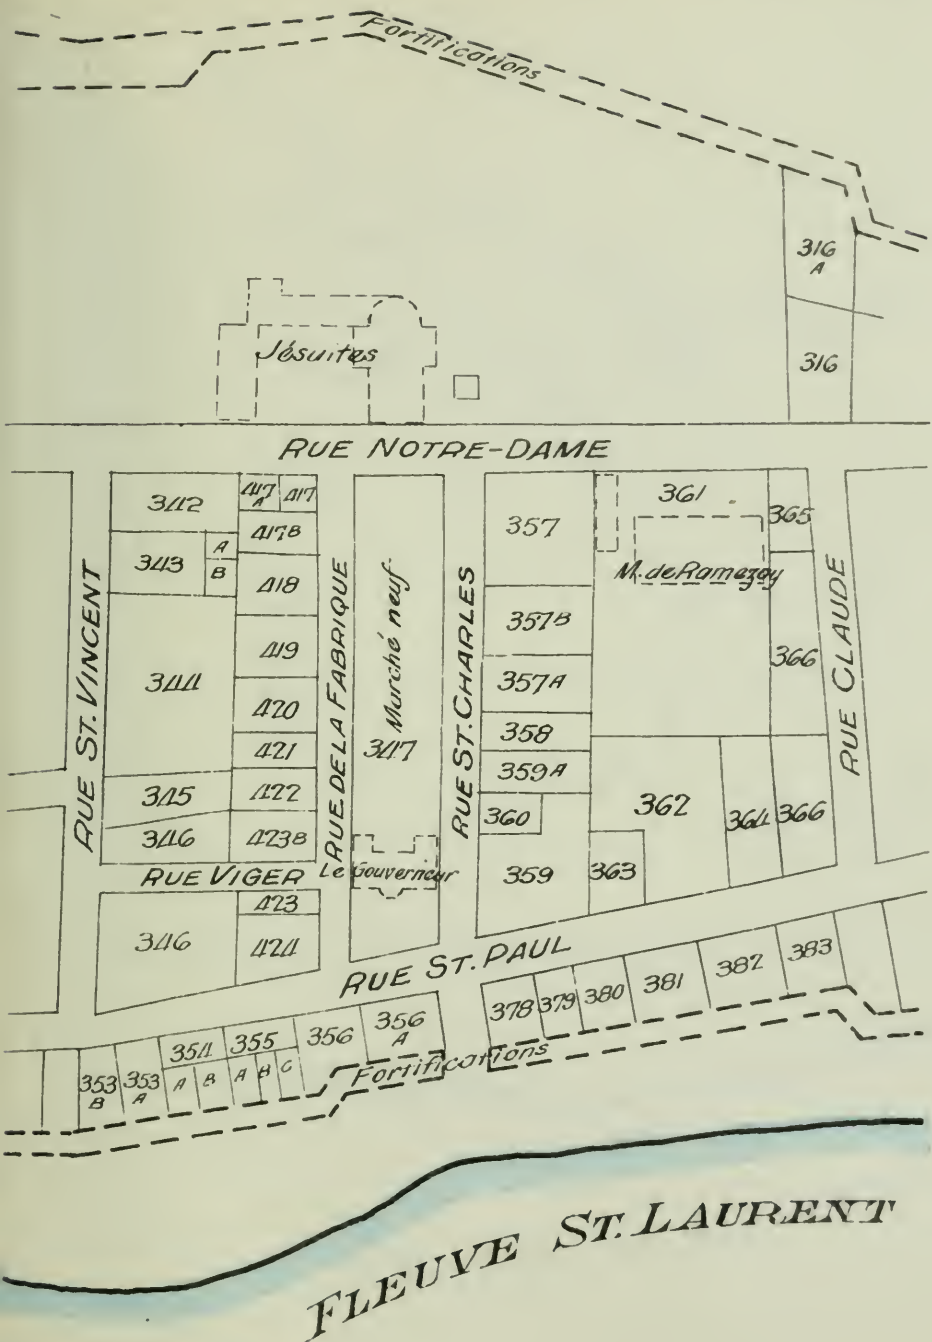 Fortifications
316
A
316
Jésuites
RUE NOTRE-DAME
342
417
A
417
417B
343
A
B
418
419
344
420
421
345
422
346
423B
RUE ST. VINCENT
RUE DE LA FABRIQUE
Marché neuf
347
Le Gouverneur
RUE ST. CHARLES
357
357B
357A
358
359A
360
359
361
M. de Ramezay
365
366
362
364
366
363
RUE CLAUDE
RUE VIGER
346
423
424
RUE ST. PAUL
353
B
353
A
354
A
B
355
A
B
C
356
356
A
378
379
380
381
382
383
Fortifications
FLEUVE ST. LAURENT